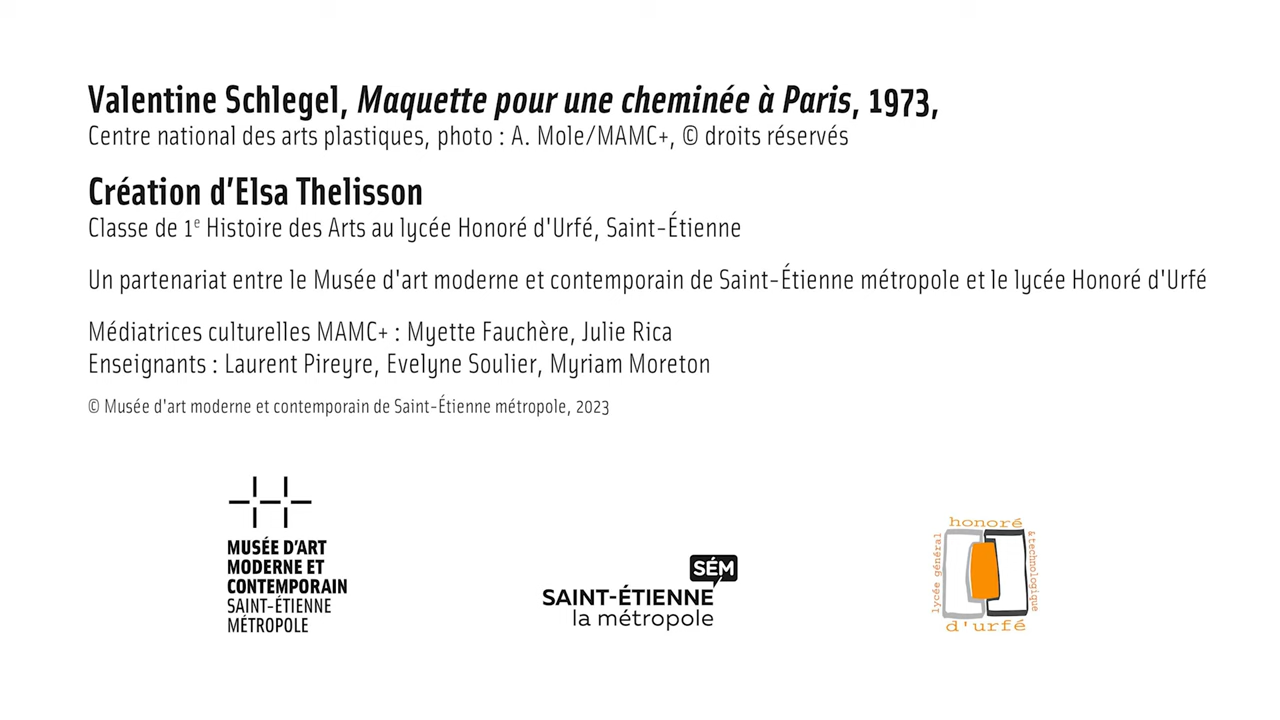 Valentine Schlegel, Maquette pour une cheminée à Paris, 1973,
Centre national des arts plastiques, photo : A. Mole/MAMC+, © droits réservés
Création d’Elsa Thelisson
Classe de 1e Histoire des Arts au lycée Honoré d'Urfé, Saint-Étienne
Un partenariat entre le Musée d'art moderne et contemporain de Saint-Étienne métropole et le lycée Honoré d'Urfé
Médiatrices culturelles MAMC+ : Myette Fauchère, Julie Rica
Enseignants : Laurent Pireyre, Evelyne Soulier, Myriam Moreton
© Musée d'art moderne et contemporain de Saint-Étienne métropole, 2023
MUSÉE D’ART
MODERNE ET
CONTEMPORAIN
SAINT-ÉTIENNE
MÉTROPOLE
SÉM
SAINT-ÉTIENNE
la métropole
honoré
lycée général
&technologique
d'urfé